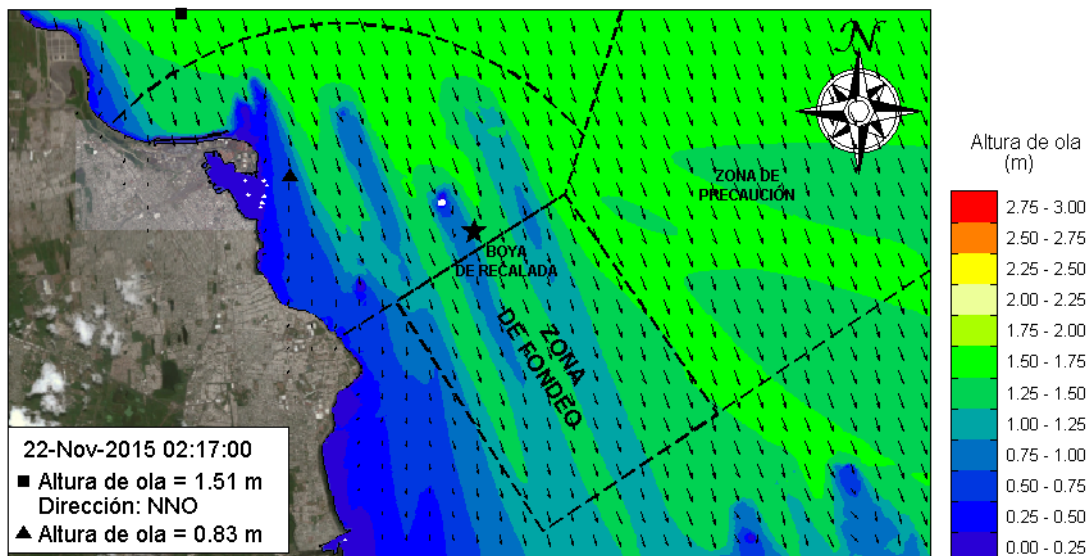 N
ZONA DE
PRECAUCIÓN
BOYA
DE RECALADA
ZONA
DE FONDEO
22-Nov-2015 02:17:00
Altura de ola = 1.51 m
Dirección: NNO
Altura de ola = 0.83 m
Altura de ola
(m)
2.75 - 3.00
2.50 - 2.75
2.25 - 2.50
2.00 - 2.25
1.75 - 2.00
1.50 - 1.75
1.25 - 1.50
1.00 - 1.25
0.75 - 1.00
0.50 - 0.75
0.25 - 0.50
0.00 - 0.25